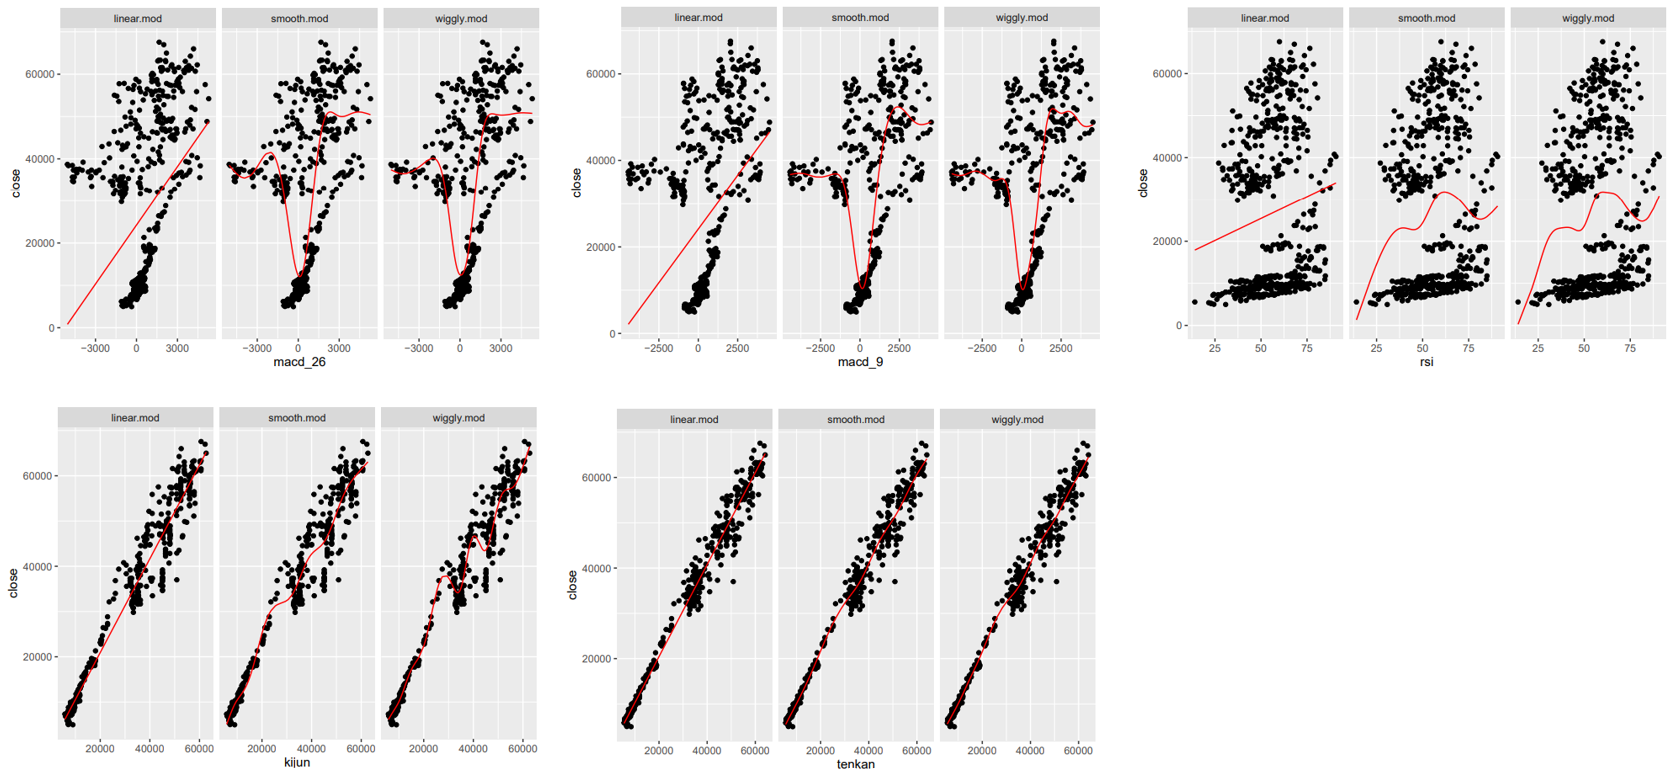 linear.mod smooth.mod wiggly.mod
60000
40000
20000
0
close
−3000 0 3000 −3000 0 3000 −3000 0 3000
macd_26
linear.mod smooth.mod wiggly.mod
60000
40000
20000
0
close
−2500 0 2500 −2500 0 2500 −2500 0 2500
macd_9
linear.mod smooth.mod wiggly.mod
60000
40000
20000
0
close
25 50 75 25 50 75 25 50 75
rsi
linear.mod smooth.mod wiggly.mod
60000
40000
20000
close
20000 40000 60000 20000 40000 60000 20000 40000 60000
kijun
linear.mod smooth.mod wiggly.mod
60000
40000
20000
close
20000 40000 60000 20000 40000 60000 20000 40000 60000
tenkan